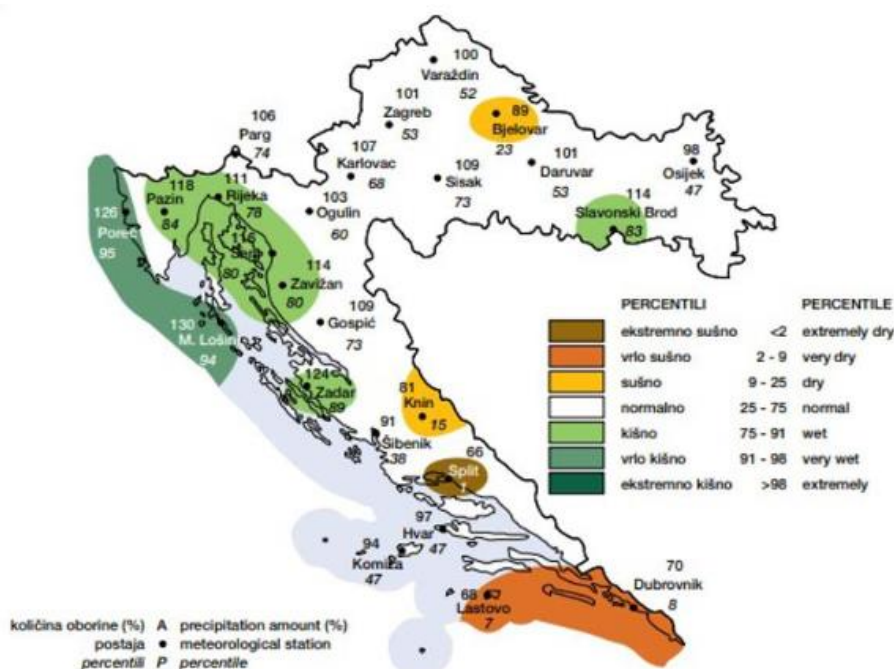 100
Varaždin
52
101
Zagreb
53
89
Bjelovar
23
106
Parg
74
107
Karlovac
68
109
Sisak
73
101
Daruvar
53
98
Osijek
47
118
Pazin
84
111
Rijeka
78
103
Ogulin
60
114
Slavonski Brod
83
126
Poreč
95
116
Senj
80
114
Zavižan
80
109
Gospić
73
130
M. Lošinj
94
124
Zadar
89
81
Knin
15
91
Šibenik
38
66
Split
1
97
Hvar
47
94
Komiža
47
68
Lastovo
7
70
Dubrovnik
8
PERCENTILI PERCENTILE
ekstremno sušno <2 extremely dry
vrlo sušno 2 - 9 very dry
sušno 9 - 25 dry
normalno 25 - 75 normal
kišno 75 - 91 wet
vrlo kišno 91 - 98 very wet
ekstremno kišno >98 extremely
količina oborine (%) A precipitation amount (%)
postaja meteorological station
percentili P percentile